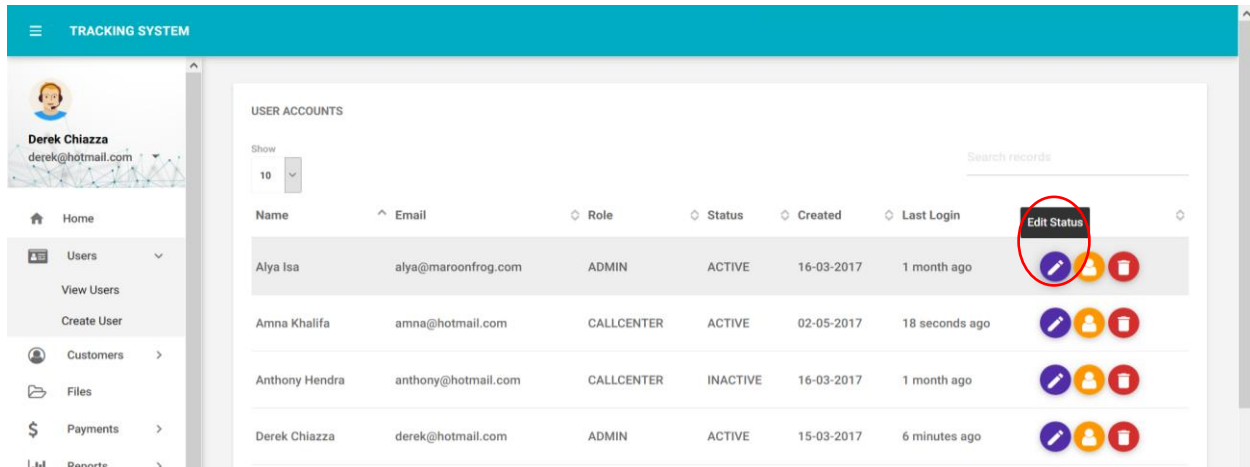 TRACKING SYSTEM
Derek Chiazza
derek@hotmail.com
Home
Users
View Users
Create User
Customers
Files
Payments
Reports
USER ACCOUNTS
Show
10
Search records
Name Email Role Status Created Last Login
Edit Status
Alya Isa alya@maroonfrog.com ADMIN ACTIVE 16-03-2017 1 month ago
Amna Khalifa amna@hotmail.com CALLCENTER ACTIVE 02-05-2017 18 seconds ago
Anthony Hendra anthony@hotmail.com CALLCENTER INACTIVE 16-03-2017 1 month ago
Derek Chiazza derek@hotmail.com ADMIN ACTIVE 15-03-2017 6 minutes ago